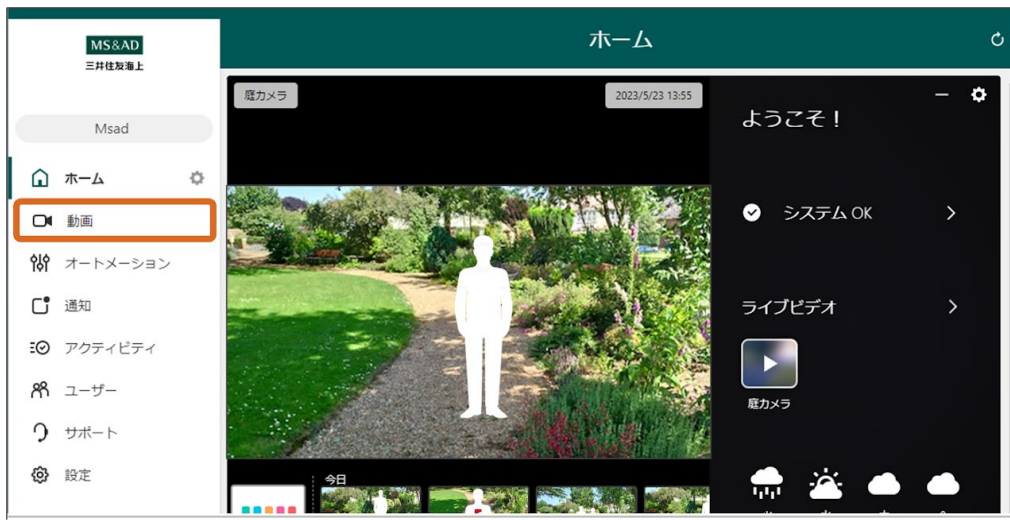 MS&AD
三井住友海上
ホーム
Msad
ホーム
動画
オートメーション
通知
アクティビティ
ユーザー
サポート
設定
庭カメラ
2023/5/23 13:55
今日
ようこそ！
システム OK
ライブビデオ
庭カメラ